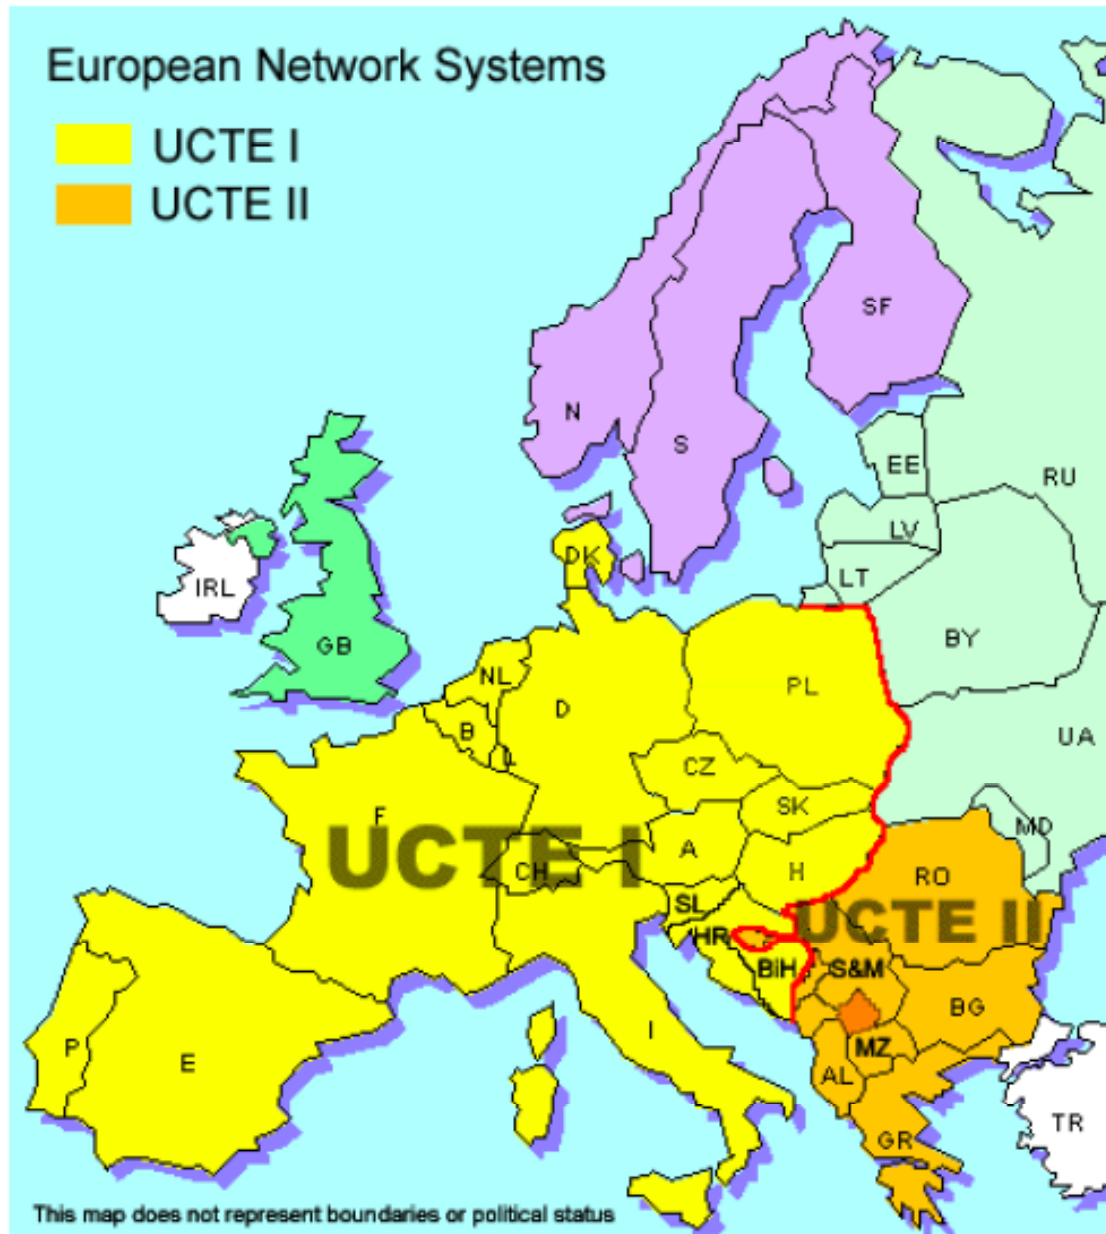 European Network Systems
UCTE I
UCTE II
SF
N
S
EE
RU
LV
DK
LT
IRL
GB
BY
NL
PL
D
B
UA
L
CZ
SK
F
MD
UCTE I
A
CH
H
RO
SL
UCTE II
HR
BiH
S&M
BG
I
P
MZ
E
AL
TR
GR
This map does not represent boundaries or political status